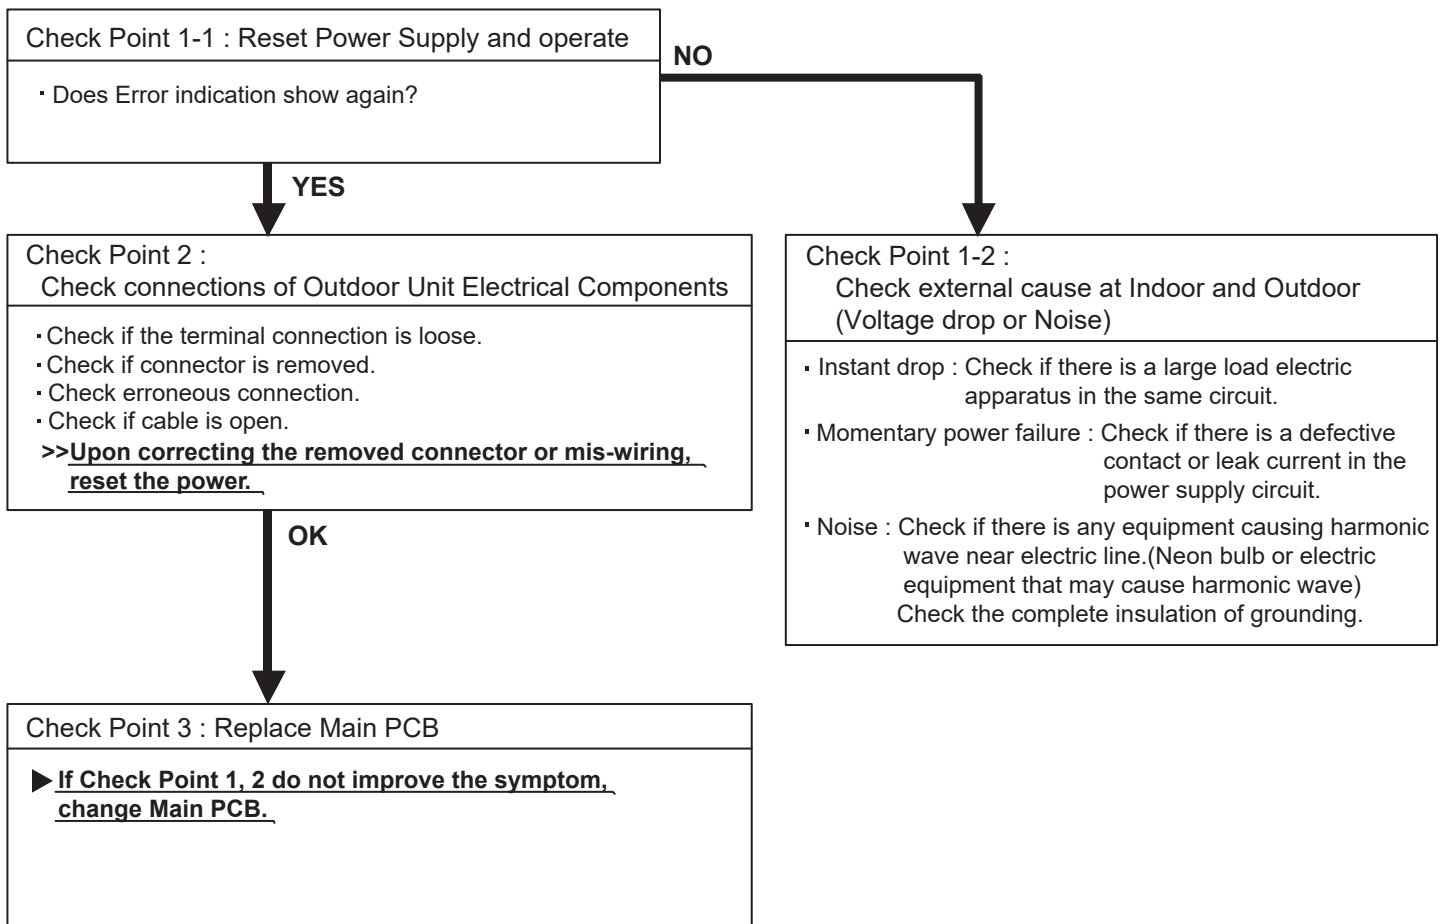 Check Point 1-1 : Reset Power Supply and operate
· Does Error indication show again?
NO
YES
Check Point 2 :
Check connections of Outdoor Unit Electrical Components
· Check if the terminal connection is loose.
· Check if connector is removed.
· Check erroneous connection.
· Check if cable is open.
>>Upon correcting the removed connector or mis-wiring,
reset the power.
OK
Check Point 3 : Replace Main PCB
▶ If Check Point 1, 2 do not improve the symptom,
change Main PCB.
Check Point 1-2 :
Check external cause at Indoor and Outdoor
(Voltage drop or Noise)
· Instant drop : Check if there is a large load electric
apparatus in the same circuit.
· Momentary power failure : Check if there is a defective
contact or leak current in the
power supply circuit.
· Noise : Check if there is any equipment causing harmonic
wave near electric line.(Neon bulb or electric
equipment that may cause harmonic wave)
Check the complete insulation of grounding.